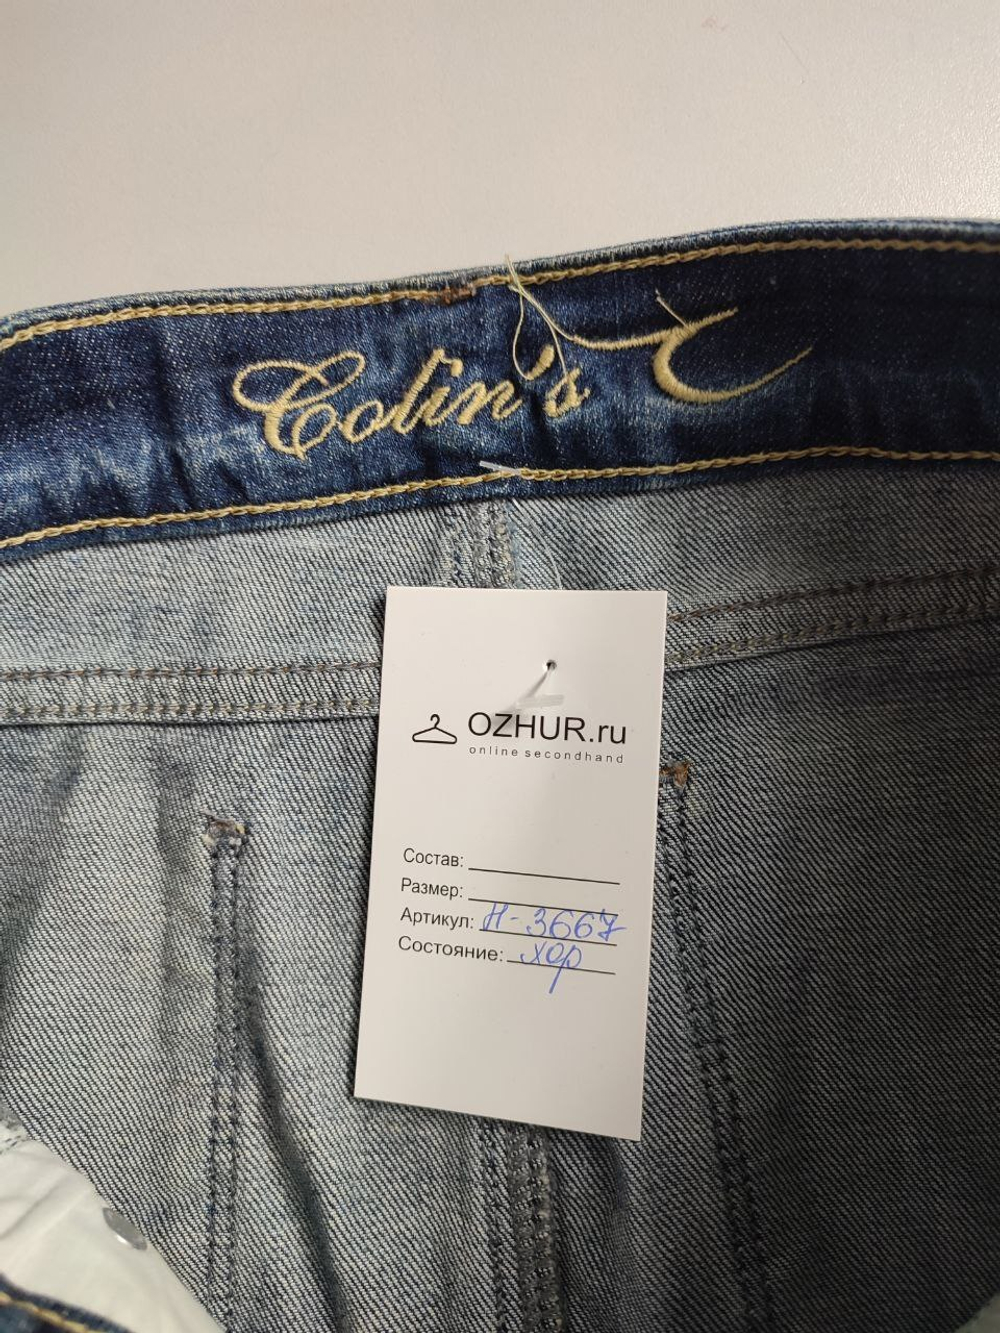 Colin's
OZHUR.ru
online secondhand
Состав:
Размер:
Артикул: Н-3667
Состояние: хор